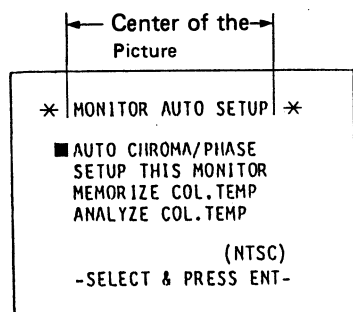 Center of the
Picture
* MONITOR AUTO SETUP *
■AUTO CHROMA/PHASE
SETUP THIS MONITOR
MEMORIZE COL.TEMP
ANALYZE COL.TEMP
(NTSC)
-SELECT & PRESS ENT-